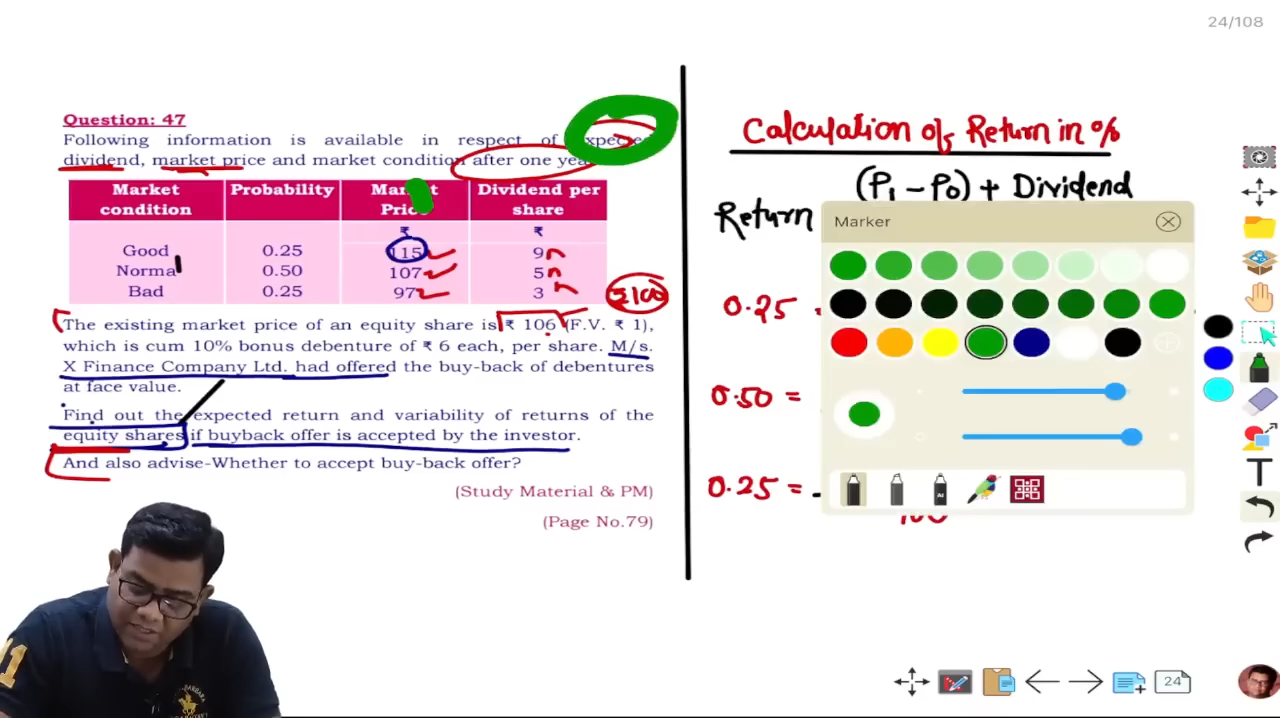 24/108
Question: 47
Following information is available in respect of expected
dividend, market price and market condition after one year
Market condition Probability Market Price Dividend per share
₹ ₹
Good 0.25 115 9
Normal 0.50 107 5
Bad 0.25 97 3
₹100
The existing market price of an equity share is ₹ 106 (F.V. ₹ 1),
which is cum 10% bonus debenture of ₹ 6 each, per share. M/s.
X Finance Company Ltd. had offered the buy-back of debentures
at face value.
Find out the expected return and variability of returns of the
equity shares if buyback offer is accepted by the investor.
And also advise-Whether to accept buy-back offer?
(Study Material & PM)
(Page No.79)
Calculation of Return in %
(P1 - P0) + Dividend
Return
Marker
0.25 =
0.50 =
0.25 =
100
AI
T
24
11